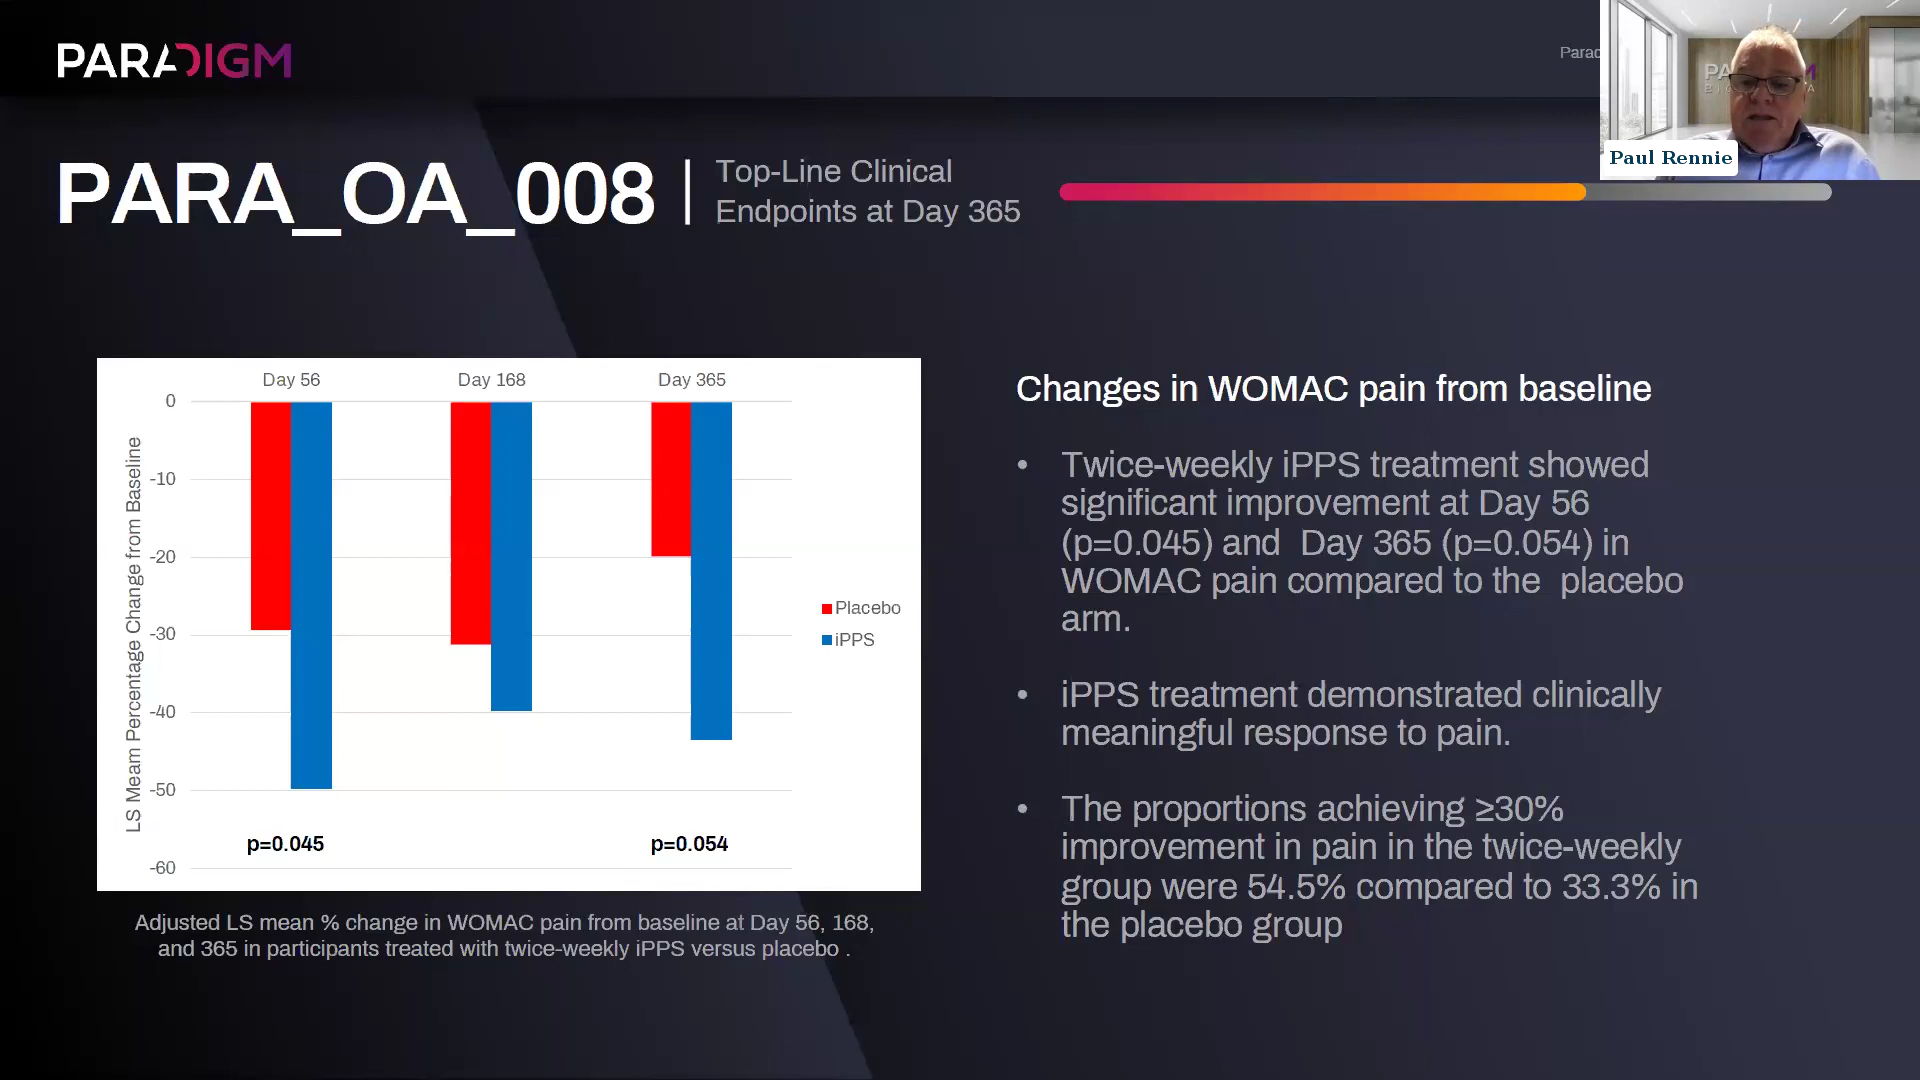 PARADIGM
PARA_OA_008
Top-Line Clinical
Endpoints at Day 365
Paul Rennie
Day 56 Day 168 Day 365
0
-10
-20
-30
-40
-50
-60
LS Meam Percentage Change from Baseline
Placebo
iPPS
p=0.045 p=0.054
Adjusted LS mean % change in WOMAC pain from baseline at Day 56, 168,
and 365 in participants treated with twice-weekly iPPS versus placebo .
Changes in WOMAC pain from baseline
• Twice-weekly iPPS treatment showed
significant improvement at Day 56
(p=0.045) and Day 365 (p=0.054) in
WOMAC pain compared to the placebo
arm.
• iPPS treatment demonstrated clinically
meaningful response to pain.
• The proportions achieving ≥30%
improvement in pain in the twice-weekly
group were 54.5% compared to 33.3% in
the placebo group